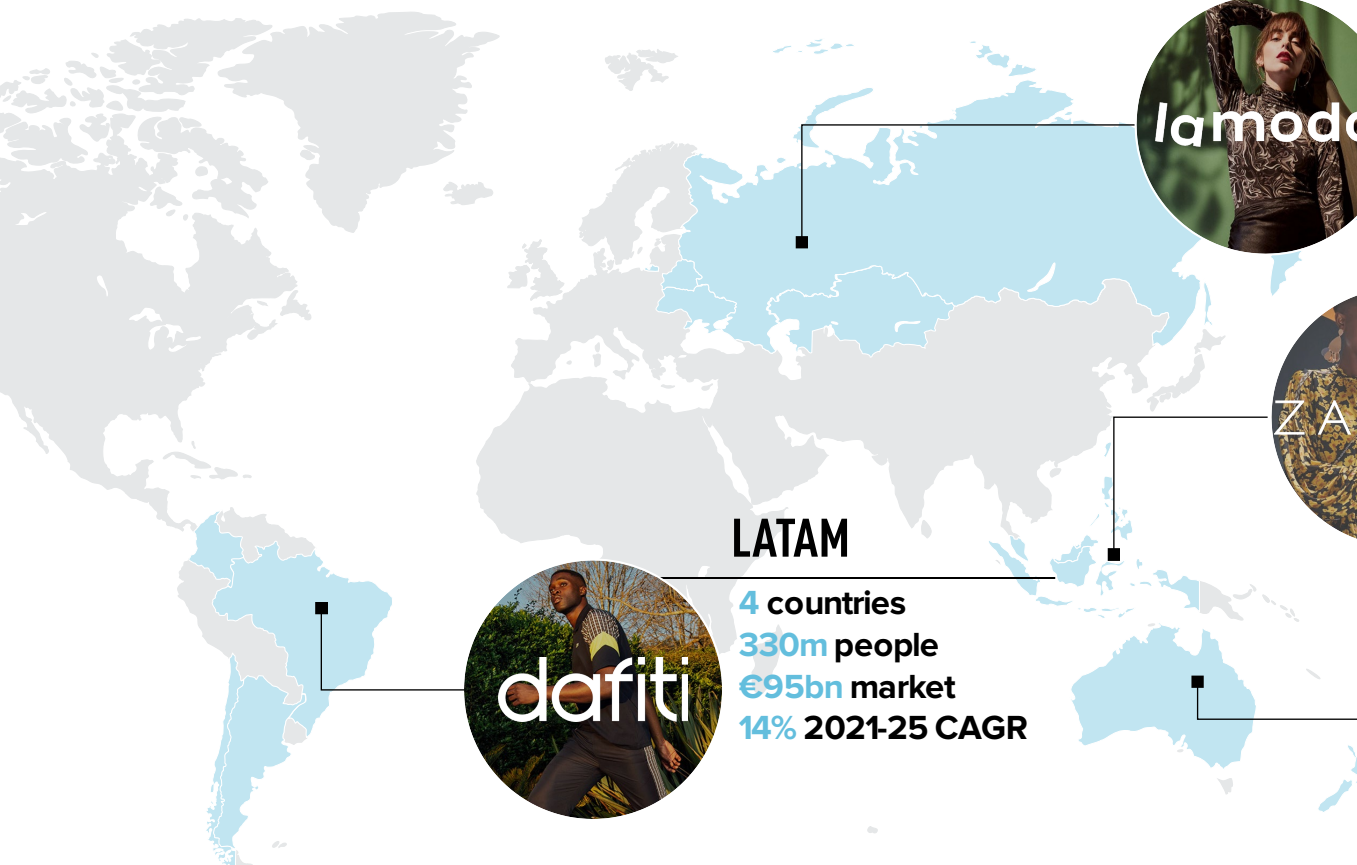 lamoda
ZA
LATAM
4 countries
330m people
€95bn market
14% 2021-25 CAGR
dafiti